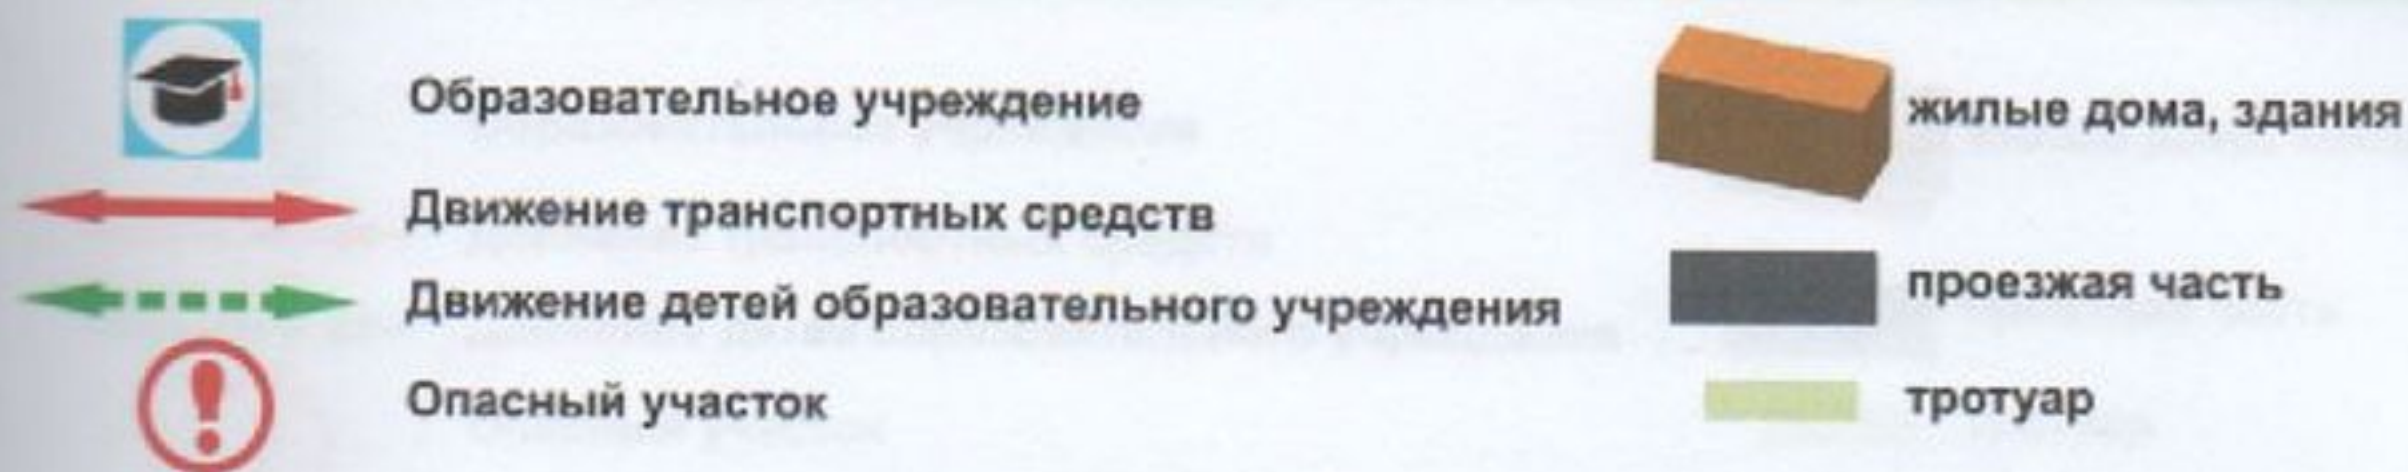 Образовательное учреждение
Движение транспортных средств
Движение детей образовательного учреждения
Опасный участок
жилые дома, здания
проезжая часть
тротуар